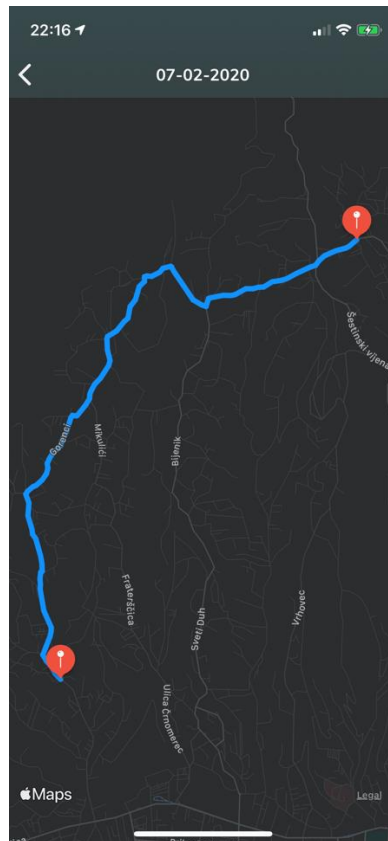 22:16
07-02-2020
Šestinski vijena
Gorenci
Mikulići
Bijenik
Fraterščica
Sveti Duh
Vrhovec
Ulica Črnomerec
Maps
Legal